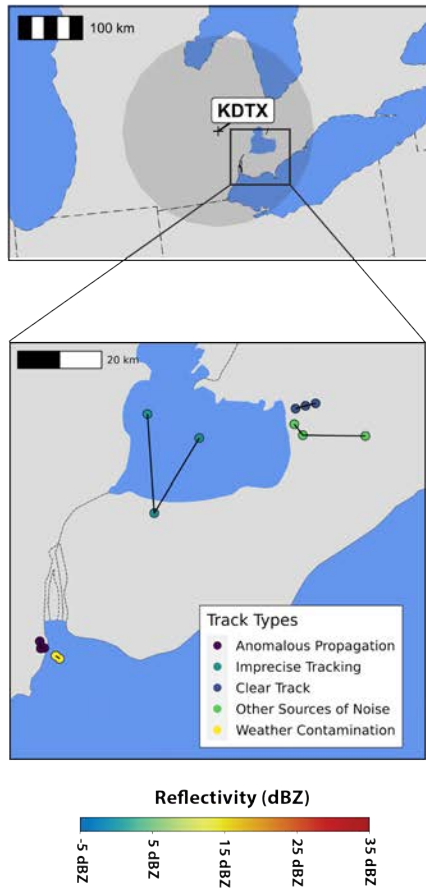 100 km
KDTX
20 km
Track Types
Anomalous Propagation
Imprecise Tracking
Clear Track
Other Sources of Noise
Weather Contamination
Reflectivity (dBZ)
-5 dBZ
5 dBZ
15 dBZ
25 dBZ
35 dBZ